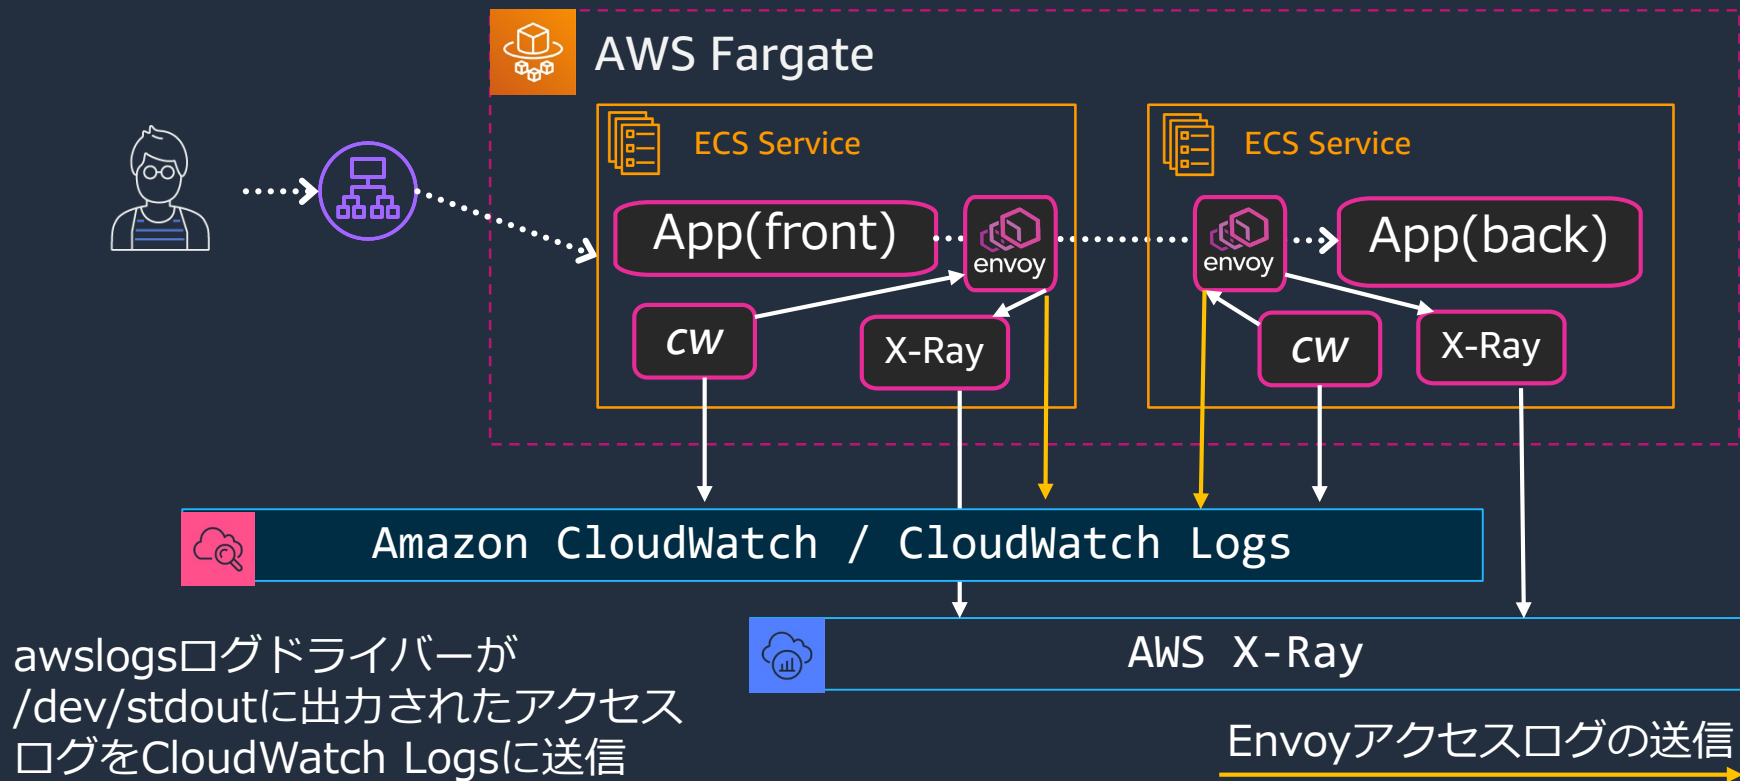 AWS Fargate
ECS Service
ECS Service
App(front)
envoy
envoy
App(back)
CW
X-Ray
CW
X-Ray
Amazon CloudWatch / CloudWatch Logs
AWS X-Ray
awslogsログドライバーが
/dev/stdoutに出力されたアクセス
ログをCloudWatch Logsに送信
Envoyアクセスログの送信